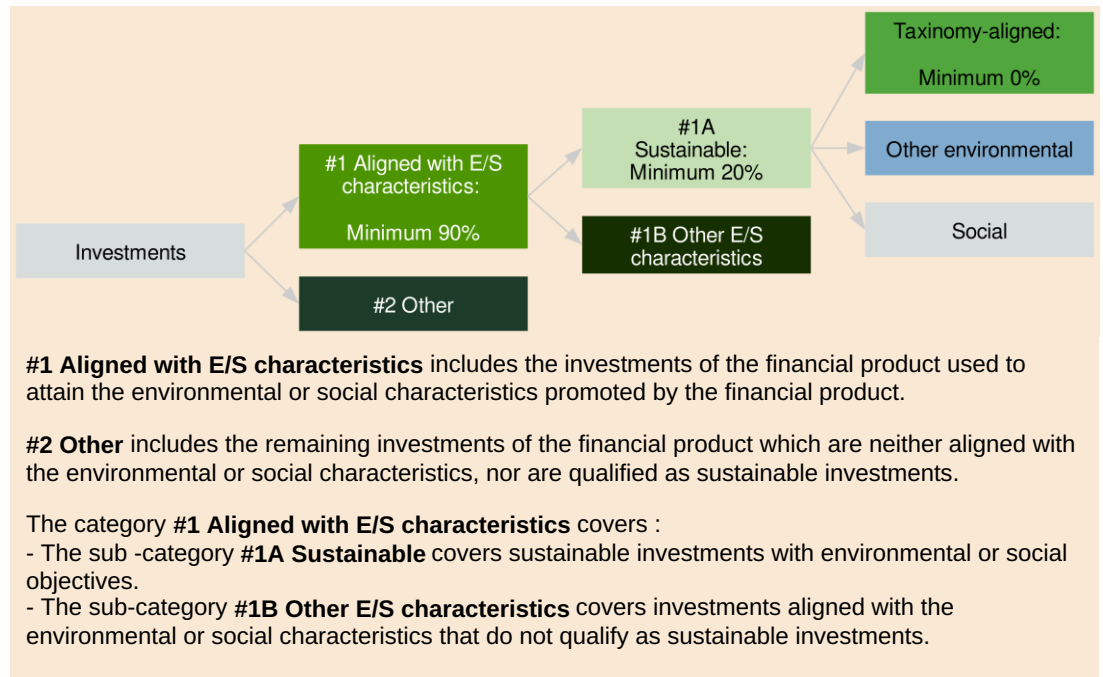 Taxinomy-aligned:
Minimum 0%
#1A
Sustainable:
Minimum 20%
#1 Aligned with E/S
characteristics:
Minimum 90%
Other environmental
Investments
#1B Other E/S
characteristics
Social
#2 Other
#1 Aligned with E/S characteristics includes the investments of the financial product used to
attain the environmental or social characteristics promoted by the financial product.
#2 Other includes the remaining investments of the financial product which are neither aligned with
the environmental or social characteristics, nor are qualified as sustainable investments.
The category #1 Aligned with E/S characteristics covers :
- The sub -category #1A Sustainable covers sustainable investments with environmental or social
objectives.
- The sub-category #1B Other E/S characteristics covers investments aligned with the
environmental or social characteristics that do not qualify as sustainable investments.